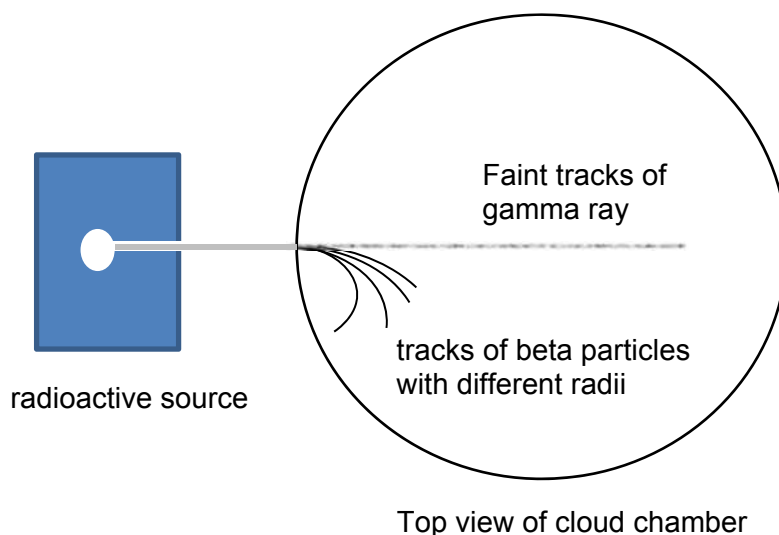 Faint tracks of
gamma ray
tracks of beta particles
with different radii
radioactive source
Top view of cloud chamber